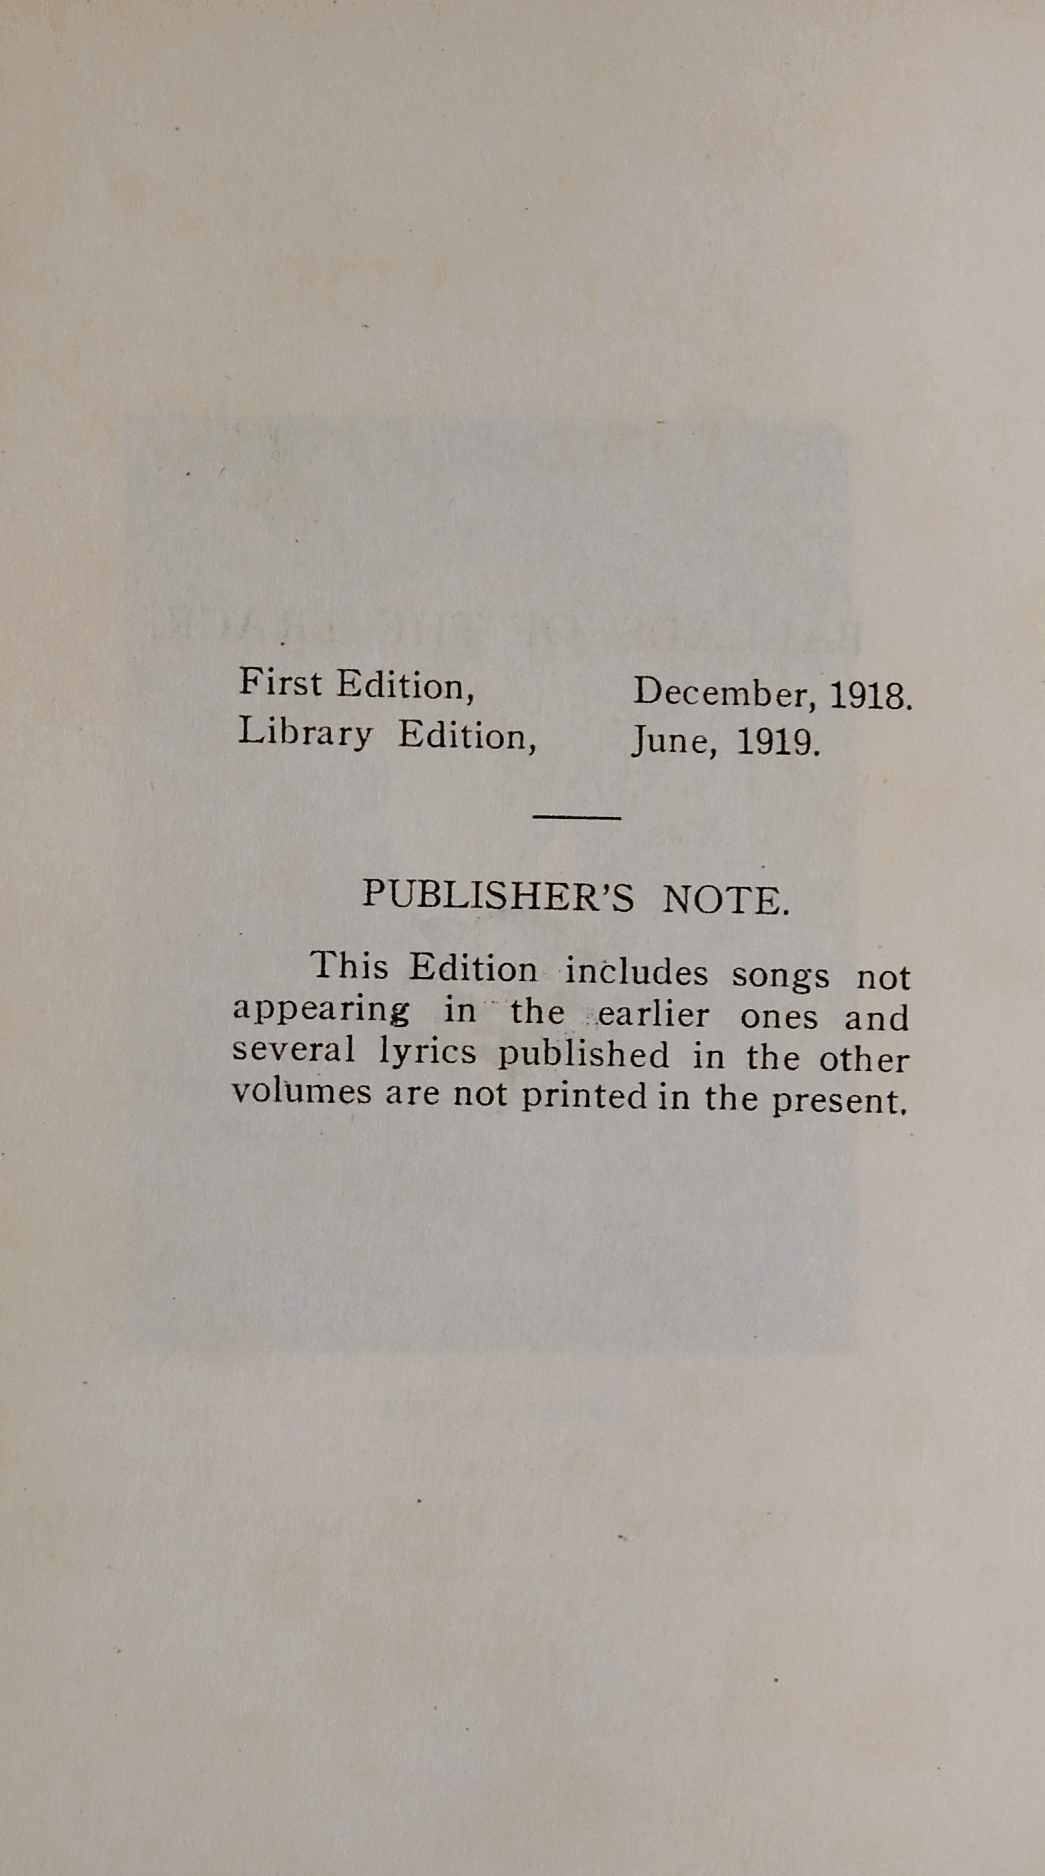 First Edition, December, 1918.
Library Edition, June, 1919.
PUBLISHER'S NOTE.
This Edition includes songs not
appearing in the earlier ones and
several lyrics published in the other
volumes are not printed in the present.